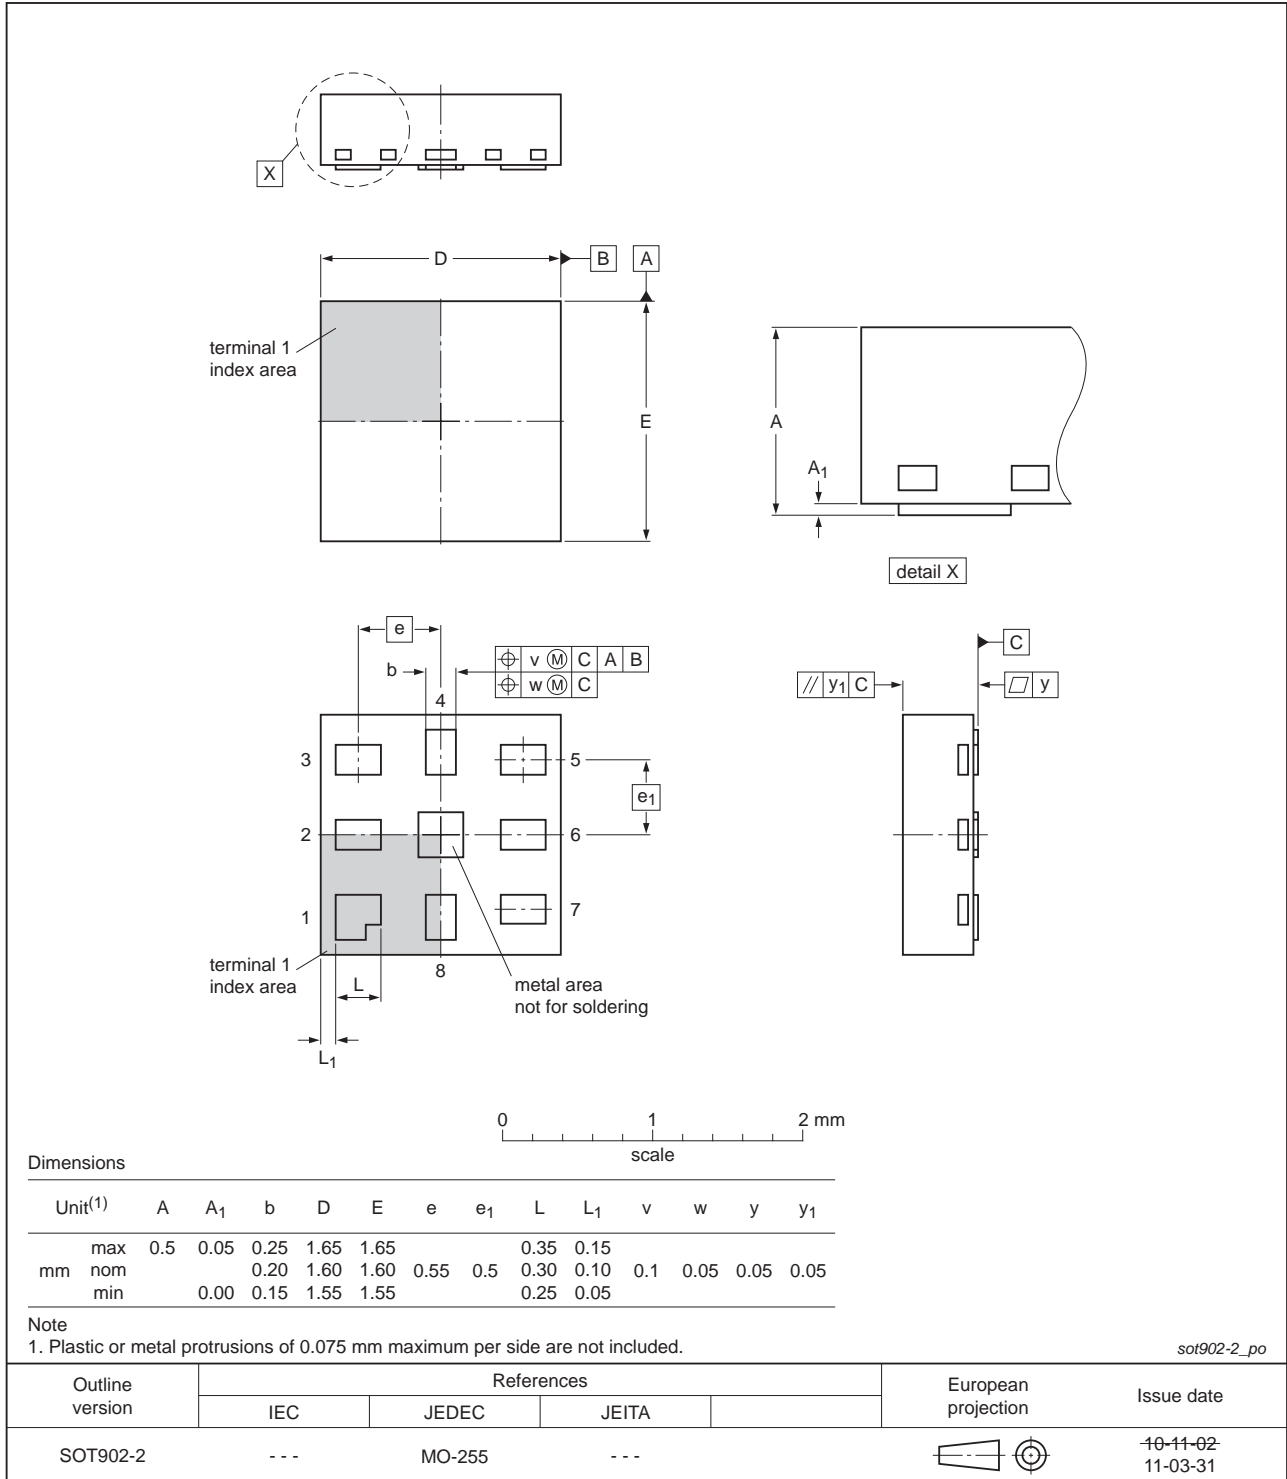 X
D
B
A
terminal 1
index area
E
A
A1
detail X
e
b
v M C A B
w M C
4
3
5
e1
2
6
1
7
terminal 1
index area
L
8
metal area
not for soldering
L1
C
// y1 C
y
0 1 2 mm
scale
Dimensions
Unit(1) A A1 b D E e e1 L L1 v w y y1
max 0.5 0.05 0.25 1.65 1.65 0.35 0.15
mm nom 0.20 1.60 1.60 0.55 0.5 0.30 0.10 0.1 0.05 0.05 0.05
min 0.00 0.15 1.55 1.55 0.25 0.05
Note
1. Plastic or metal protrusions of 0.075 mm maximum per side are not included.
sot902-2_po
Outline version
References
European projection
Issue date
IEC JEDEC JEITA
SOT902-2 - - - MO-255 - - -
10-11-02
11-03-31